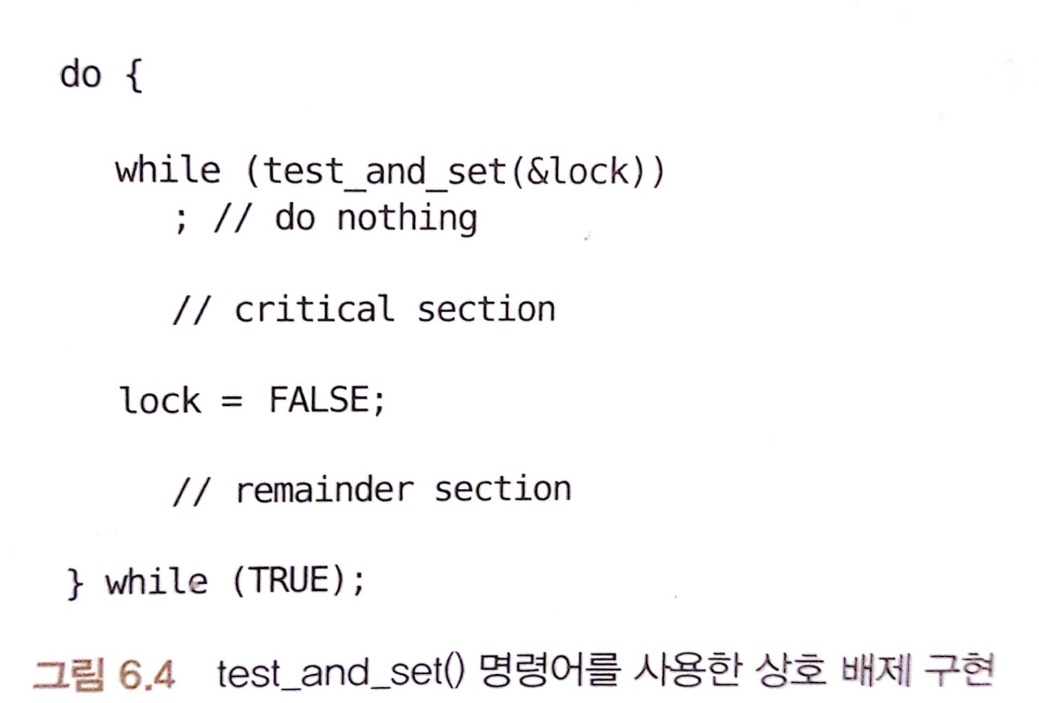 do {
while (test_and_set(&lock))
; // do nothing
// critical section
lock = FALSE;
// remainder section
} while (TRUE);
그림 6.4 test_and_set() 명령어를 사용한 상호 배제 구현